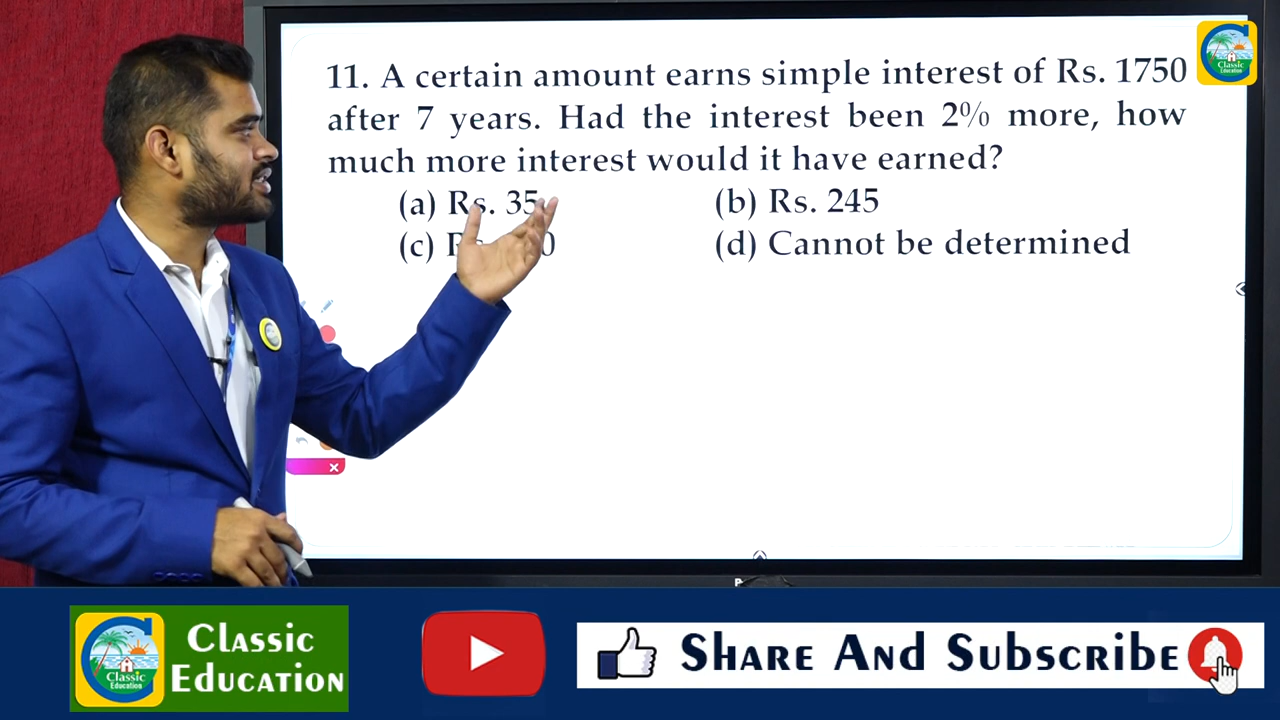 11. A certain amount earns simple interest of Rs. 1750
after 7 years. Had the interest been 2% more, how
much more interest would it have earned?
(a) Rs. 35 (b) Rs. 245
(c) (d) Cannot be determined
Classic
Education
Classic
Education
Classic
Education
Share And Subscribe